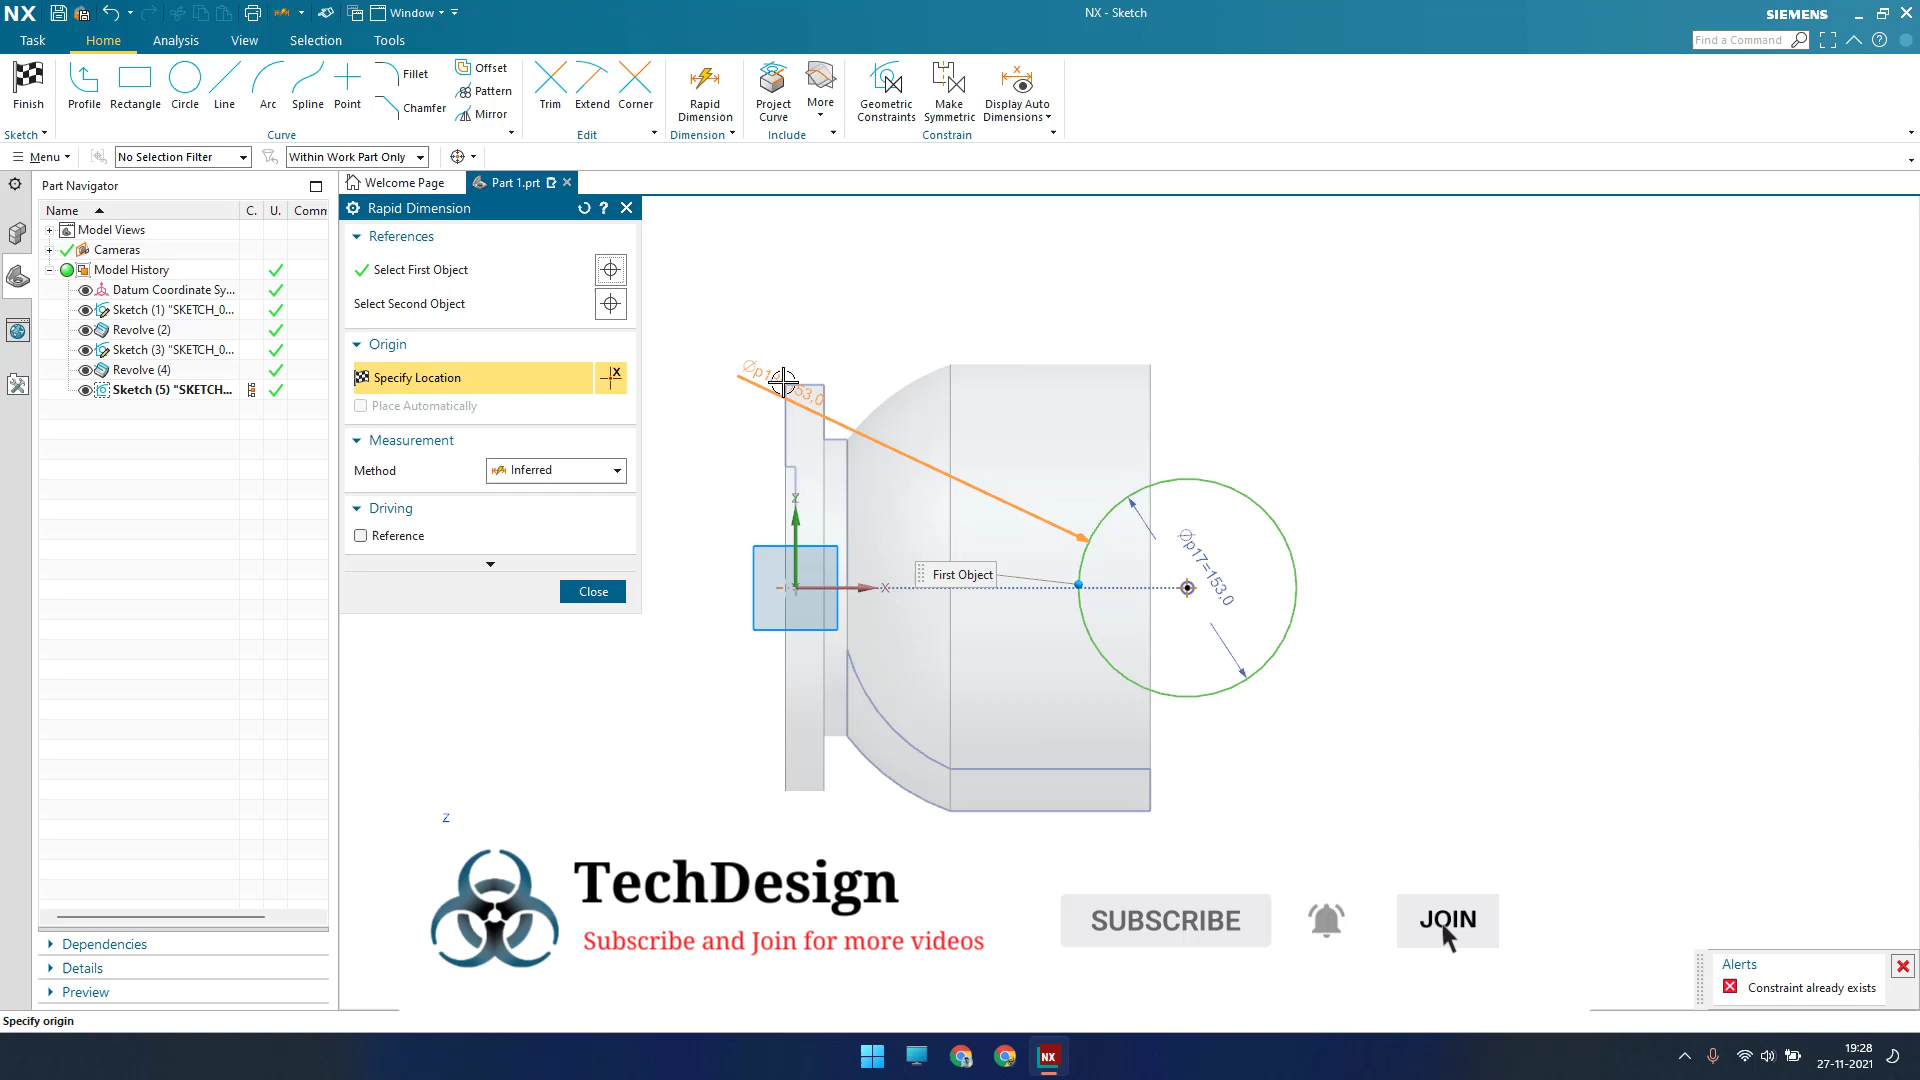 NX
Window
NX - Sketch
SIEMENS
Task
Home
Analysis
View
Selection
Tools
Find a Command
Finish
Profile
Rectangle
Circle
Line
Arc
Spline
Point
Fillet
Chamfer
Offset
Pattern
Mirror
Trim
Extend
Corner
Rapid
Dimension
Project
Curve
More
Geometric
Constraints
Make
Symmetric
Display Auto
Dimensions
Sketch
Curve
Edit
Dimension
Include
Constrain
Menu
No Selection Filter
Within Work Part Only
Part Navigator
Welcome Page
Part 1.prt
Name
C.
U.
Comm
Model Views
Cameras
Model History
Datum Coordinate Sy...
Sketch (1) "SKETCH_0...
Revolve (2)
Sketch (3) "SKETCH_0...
Revolve (4)
Sketch (5) "SKETCH...
Dependencies
Details
Preview
Rapid Dimension
References
Select First Object
Select Second Object
Origin
Specify Location
Place Automatically
Measurement
Method
Inferred
Driving
Reference
Close
First Object
Øp17=153,0
Z
X
Z
TechDesign
Subscribe and Join for more videos
SUBSCRIBE
JOIN
Alerts
Constraint already exists
Specify origin
NX
19:28
27-11-2021